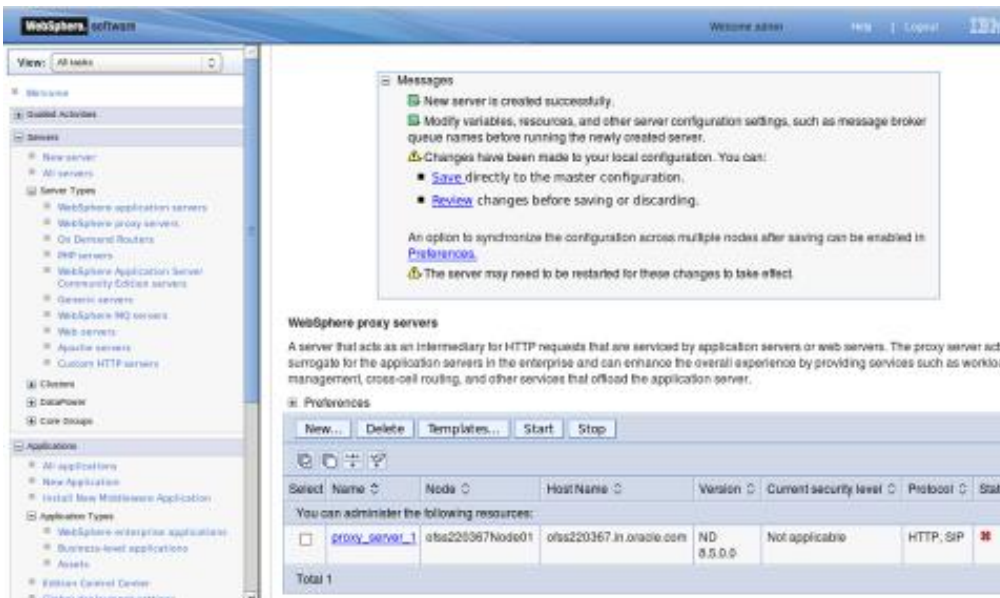 WebSphere. software
Welcome admin
Help | Logout
IBM
View: All tasks
Welcome
Guided Activities
Servers
New server
All servers
Server Types
WebSphere application servers
WebSphere proxy servers
On Demand Routers
PHP servers
WebSphere Application Server
Community Edition servers
Generic servers
WebSphere MQ servers
Web servers
Apache servers
Custom HTTP servers
Clusters
DataPower
Core Groups
Applications
All applications
New Application
Install New Middleware Application
Application Types
WebSphere enterprise applications
Business-level applications
Assets
Edition Control Center
Global deployment settings
Messages
New server is created successfully.
Modify variables, resources, and other server configuration settings, such as message broker
queue names before running the newly created server.
Changes have been made to your local configuration. You can:
Save directly to the master configuration.
Review changes before saving or discarding.
An option to synchronize the configuration across multiple nodes after saving can be enabled in
Preferences.
The server may need to be restarted for these changes to take effect.
WebSphere proxy servers
A server that acts as an intermediary for HTTP requests that are serviced by application servers or web servers. The proxy server act
surrogate for the application servers in the enterprise and can enhance the overall experience by providing services such as workloa
management, cross-cell routing, and other services that offload the application server.
Preferences
New... Delete Templates... Start Stop
Select Name Node Host Name Version Current security level Protocol Stat
You can administer the following resources:
proxy_server_1 ofss220367Node01 ofss220367.in.oracle.com ND Not applicable HTTP, SIP
8.5.0.0
Total 1